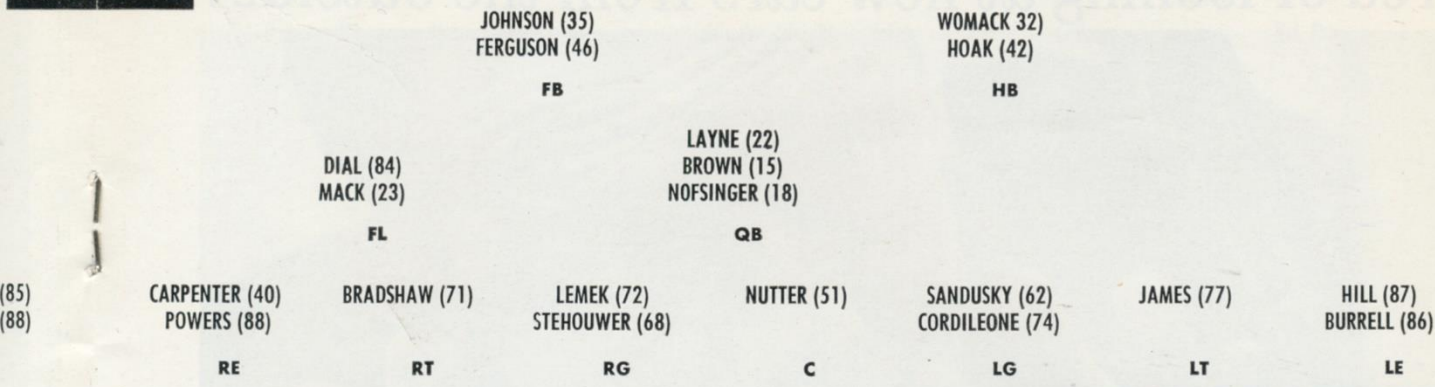 JOHNSON (35)
FERGUSON (46)
FB
WOMACK 32)
HOAK (42)
HB
DIAL (84)
MACK (23)
FL
LAYNE (22)
BROWN (15)
NOFSINGER (18)
QB
(85)
(88)
CARPENTER (40)
POWERS (88)
RE
BRADSHAW (71)
RT
LEMEK (72)
STEHOUWER (68)
RG
NUTTER (51)
C
SANDUSKY (62)
CORDILEONE (74)
LG
JAMES (77)
LT
HILL (87)
BURRELL (86)
LE